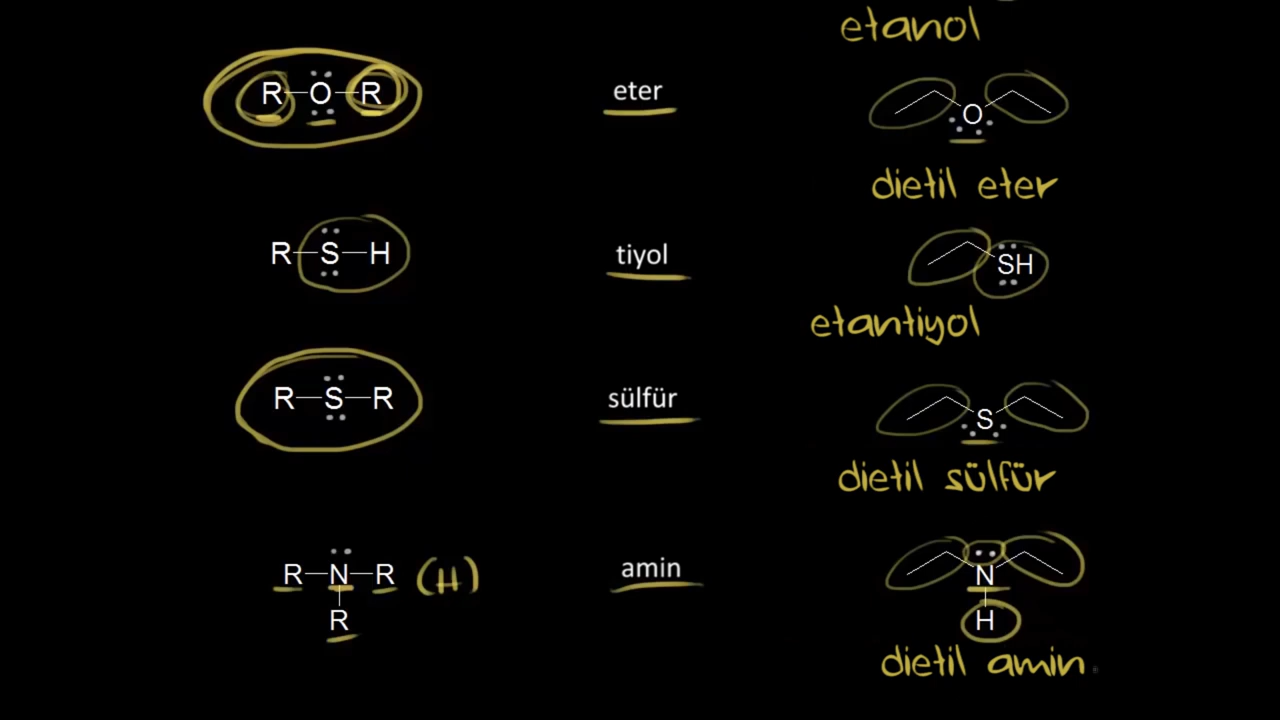 etanol
R—O—R eter O
dietil eter
R—S—H tiyol SH
etantiyol
R—S—R sülfür S
dietil sülfür
R—N—R (H) amin N
R H
dietil amin